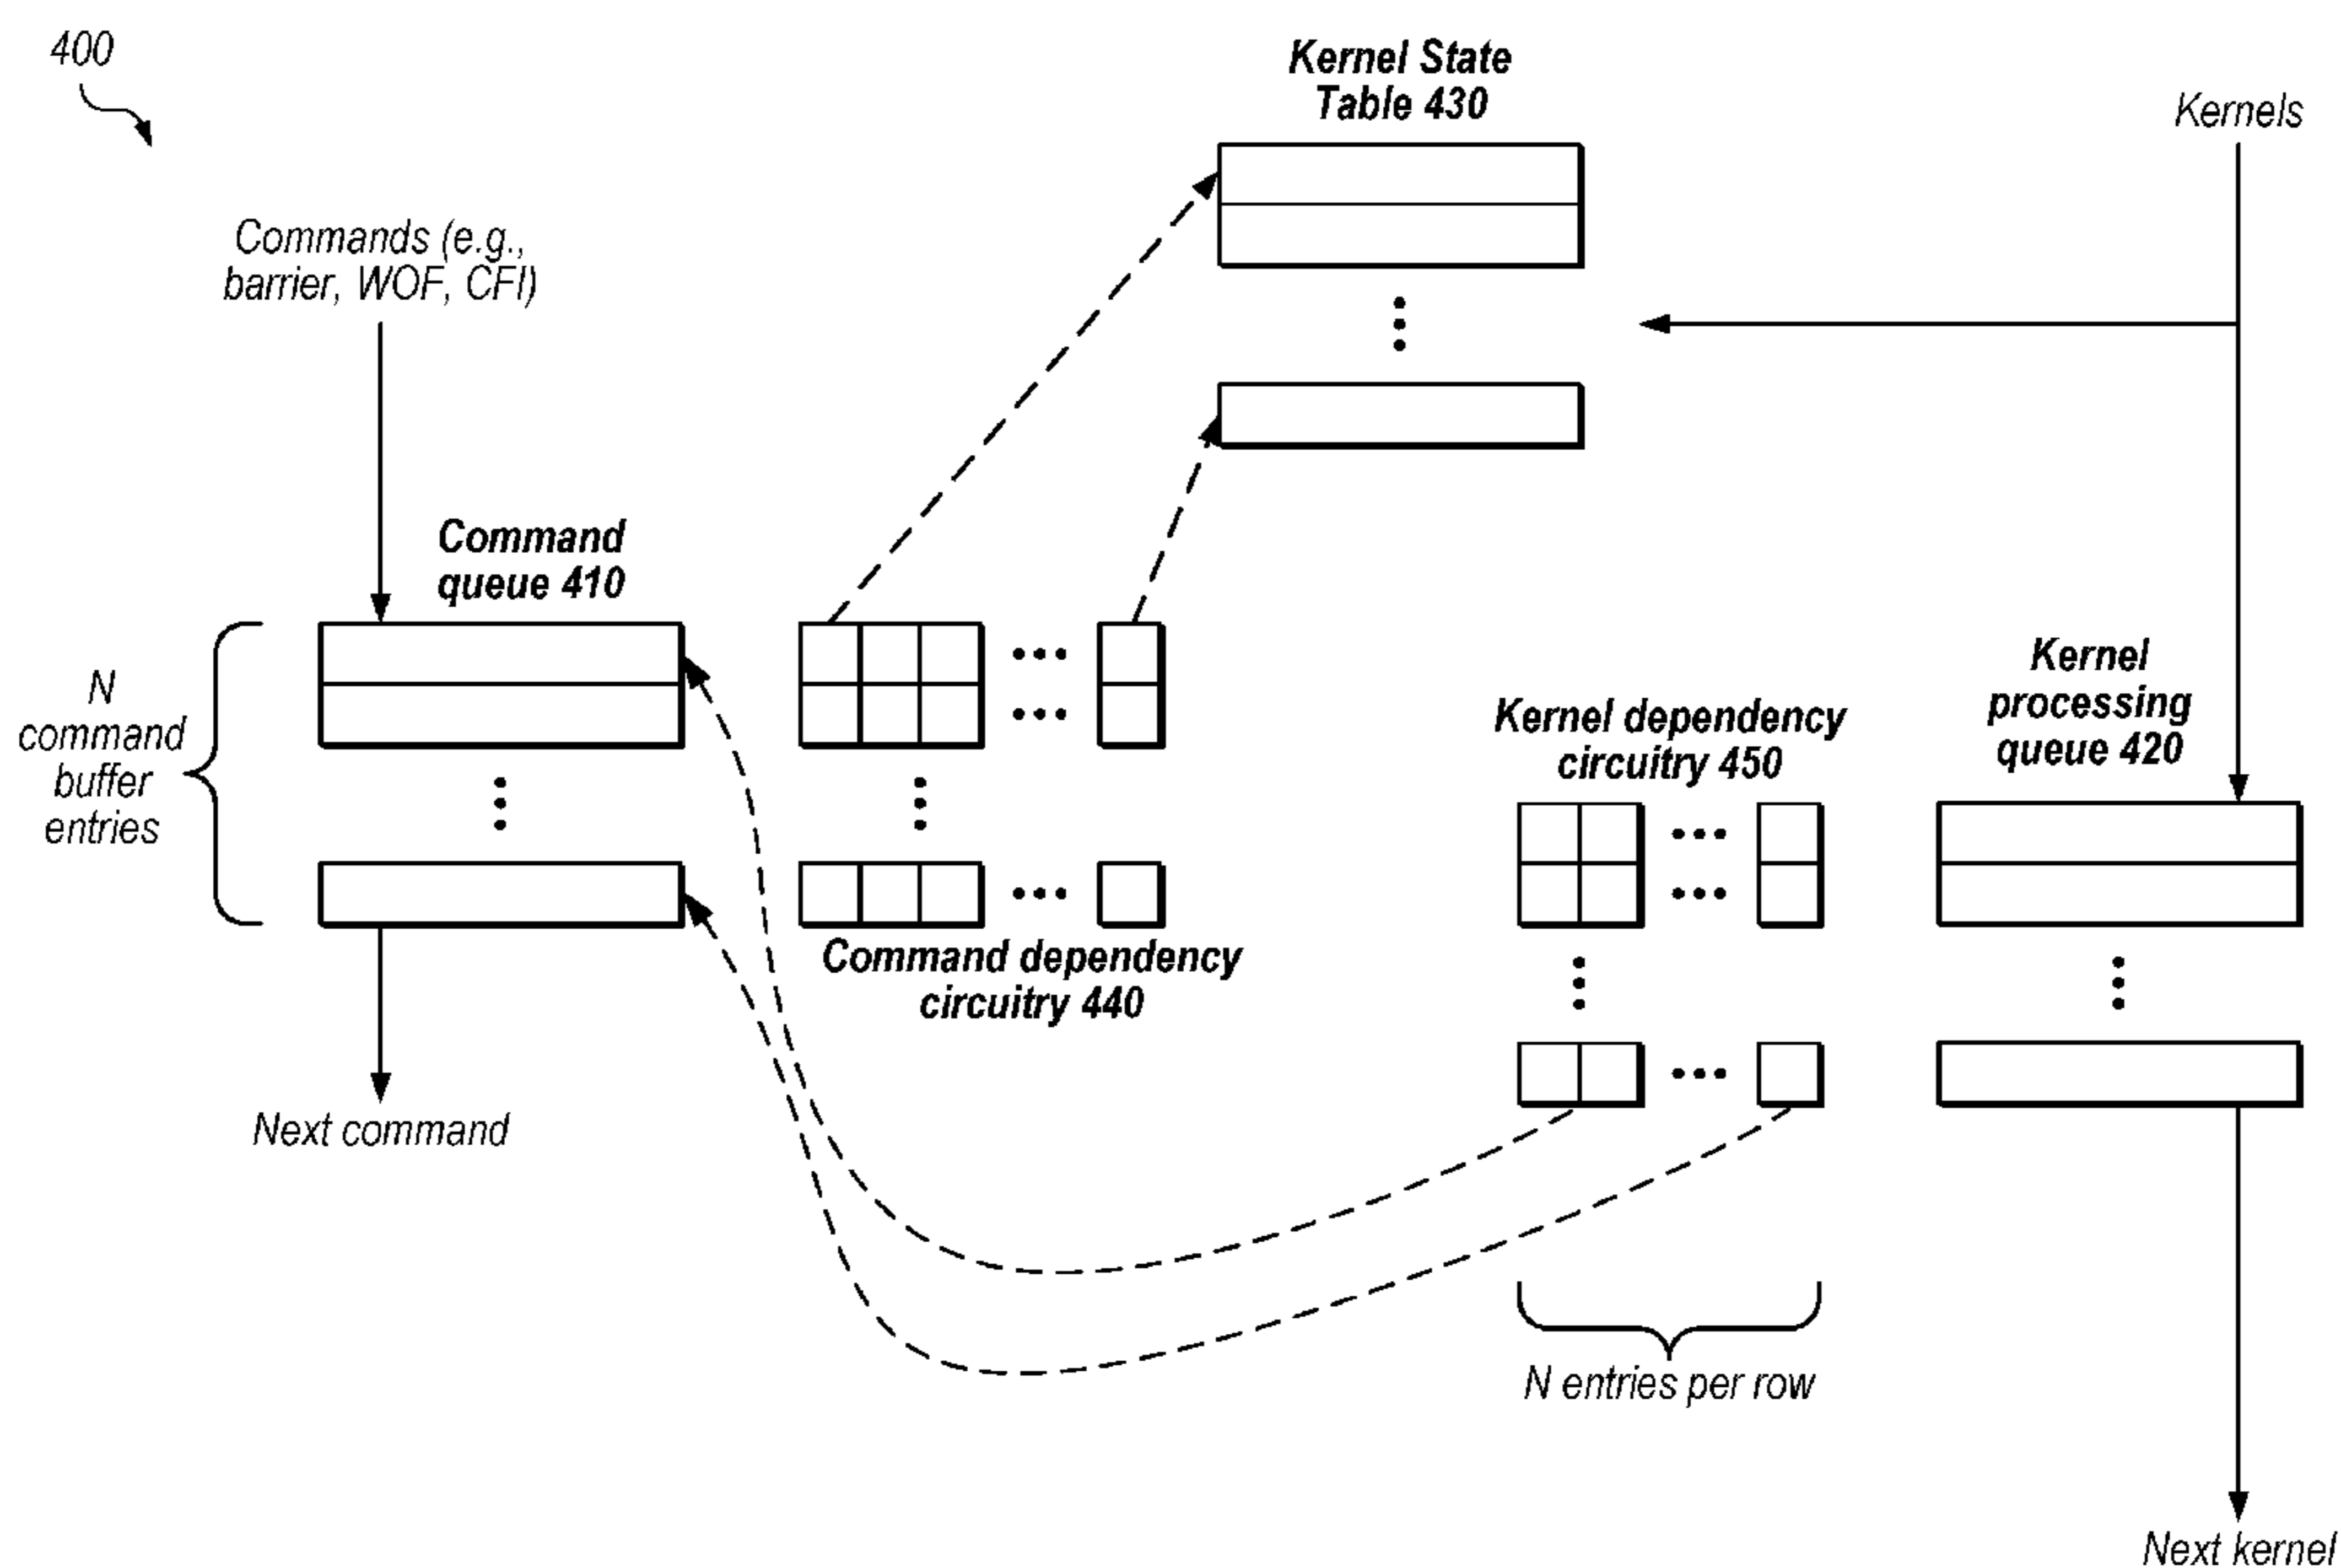 400
Kernel State
Table 430
Kernels
Commands (e.g.,
barrier, WOF, CFI)
Command
queue 410
N
command
buffer
entries
Kernel
processing
queue 420
Kernel dependency
circuitry 450
Command dependency
circuitry 440
Next command
N entries per row
Next kernel